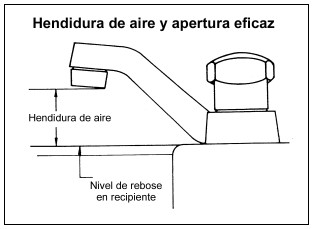 Hendidura de aire y apertura eficaz
Hendidura de aire
Nivel de rebose
en recipiente